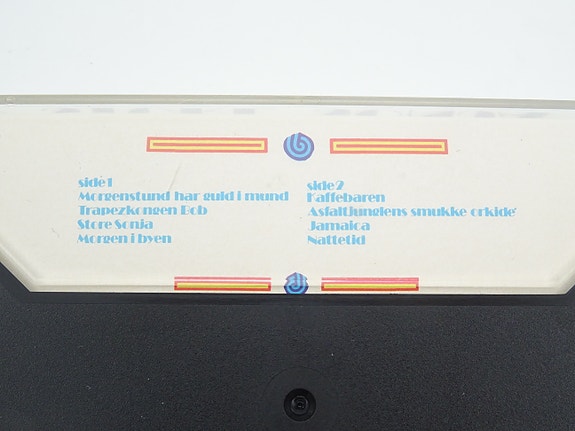 side 1
Morgenstund har guld i mund
Trapezkongen Bob
Store Sonja
Morgen i byen
side 2
Kaffebaren
Asfaltjunglens smukke orkidé
Jamaica
Nattetid